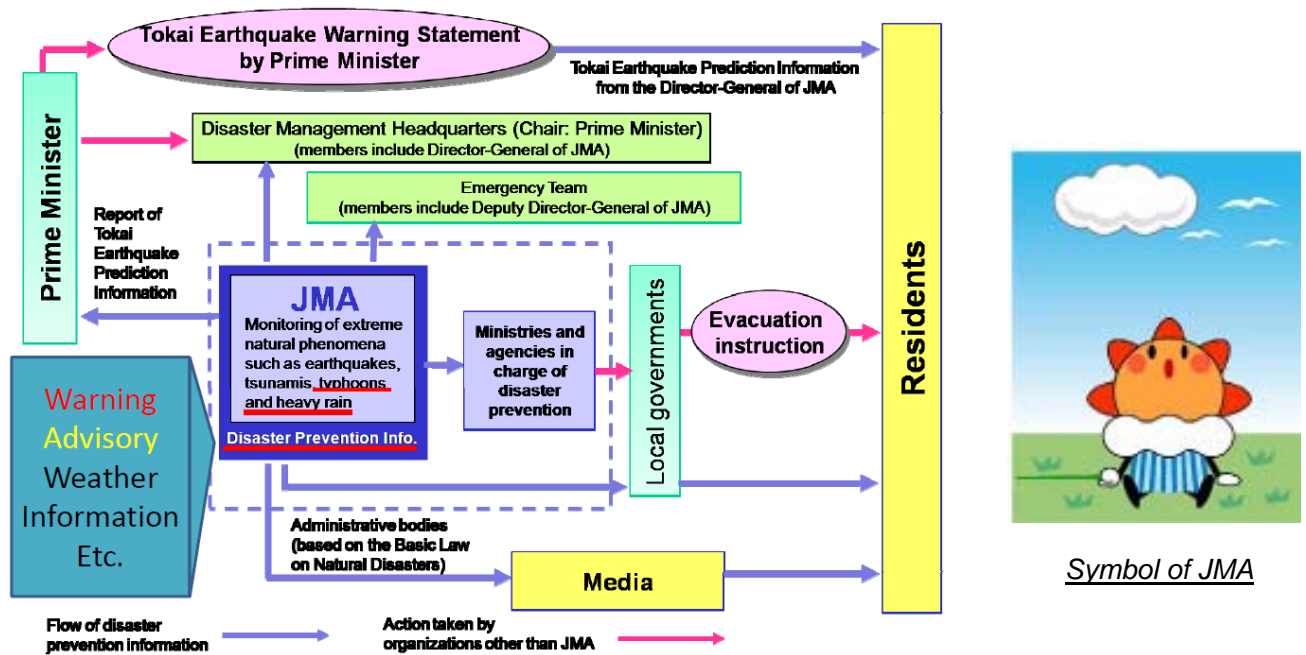 Tokai Earthquake Warning Statement
by Prime Minister
Tokai Earthquake Prediction Information
from the Director-General of JMA
Prime Minister
Disaster Management Headquarters (Chair: Prime Minister)
(members include Director-General of JMA)
Emergency Team
(members include Deputy Director-General of JMA)
Report of
Tokai
Earthquake
Prediction
Information
JMA
Monitoring of extreme
natural phenomena
such as earthquakes,
tsunamis, typhoons
and heavy rain
Disaster Prevention Info.
Ministries and
agencies in
charge of
disaster
prevention
Local governments
Evacuation
instruction
Residents
Warning
Advisory
Weather
Information
Etc.
Administrative bodies
(based on the Basic Law
on Natural Disasters)
Media
Flow of disaster
prevention information
Action taken by
organizations other than JMA
Symbol of JMA